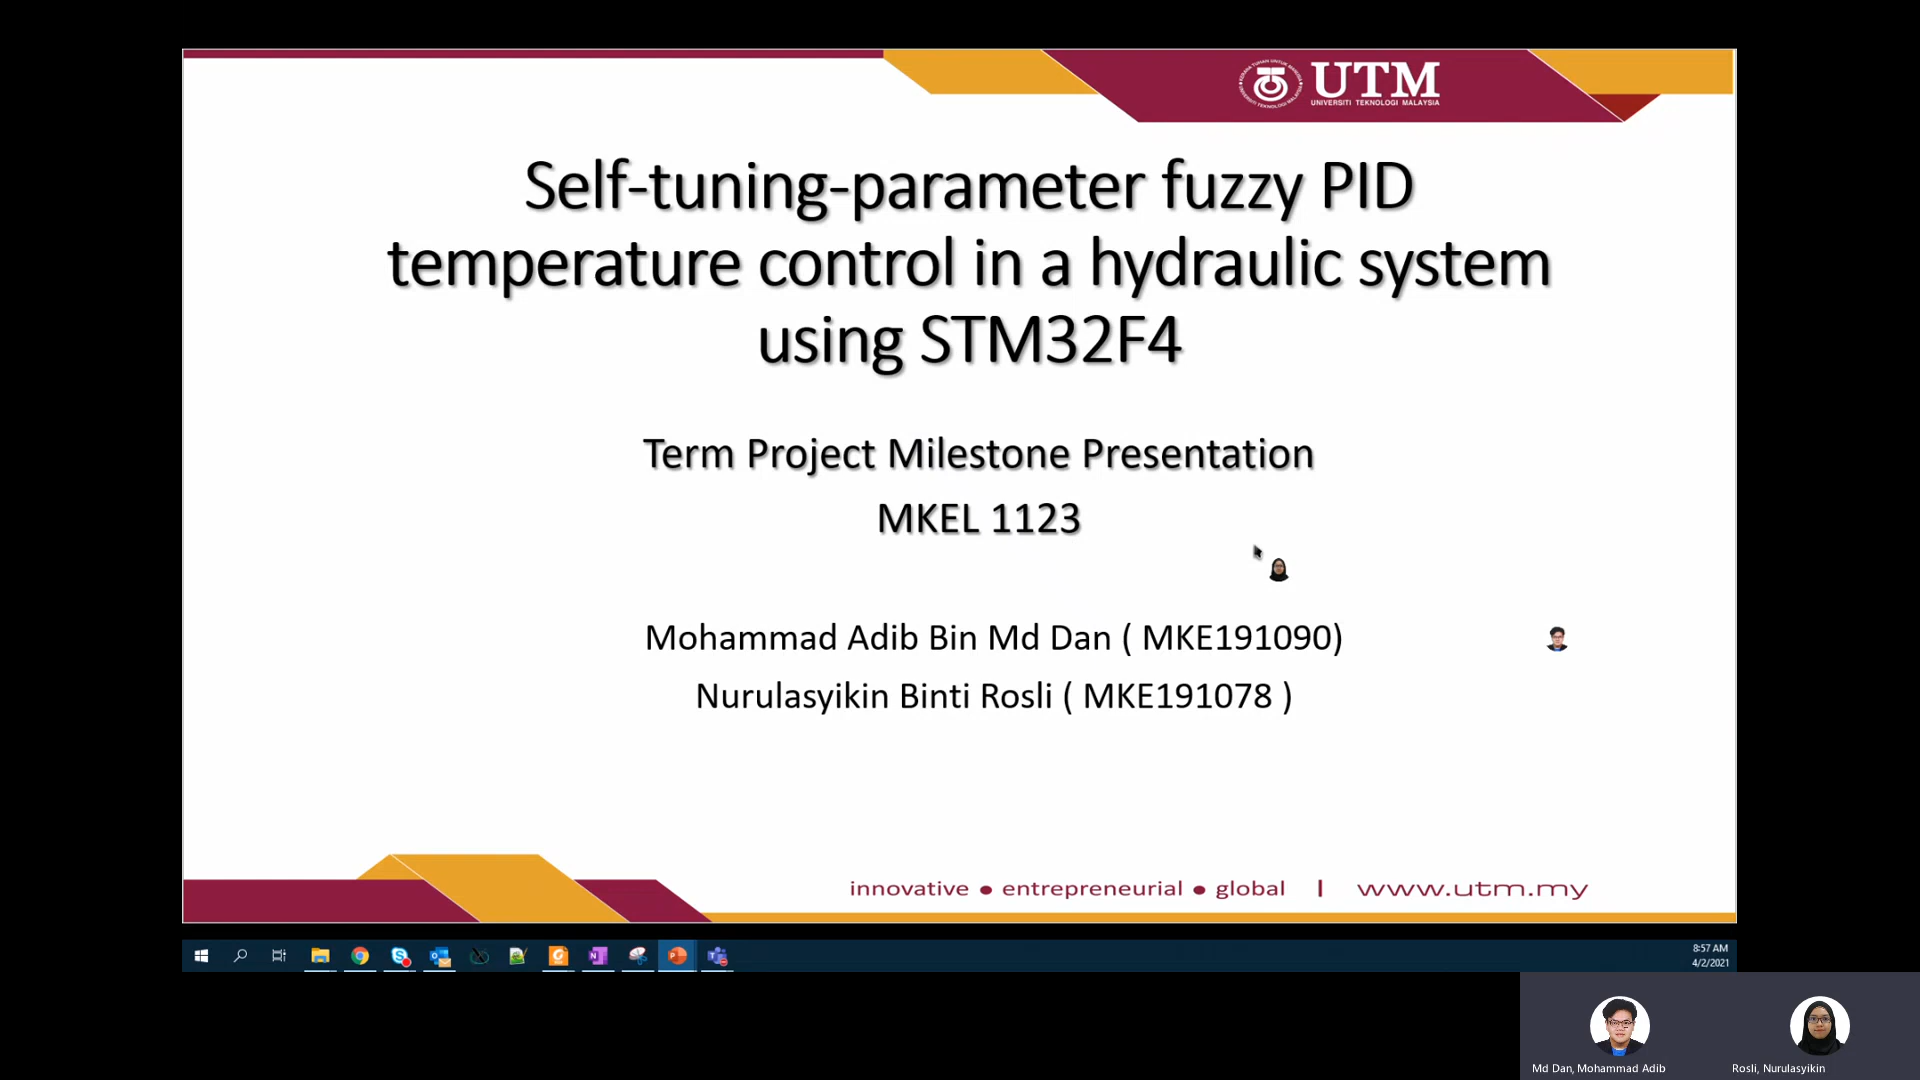 UTM
UNIVERSITI TEKNOLOGI MALAYSIA
Self-tuning-parameter fuzzy PID
temperature control in a hydraulic system
using STM32F4
Term Project Milestone Presentation
MKEL 1123
Mohammad Adib Bin Md Dan ( MKE191090)
Nurulasyikin Binti Rosli ( MKE191078 )
innovative ● entrepreneurial ● global | www.utm.my
8:57 AM
4/2/2021
Md Dan, Mohammad Adib
Rosli, Nurulasyikin